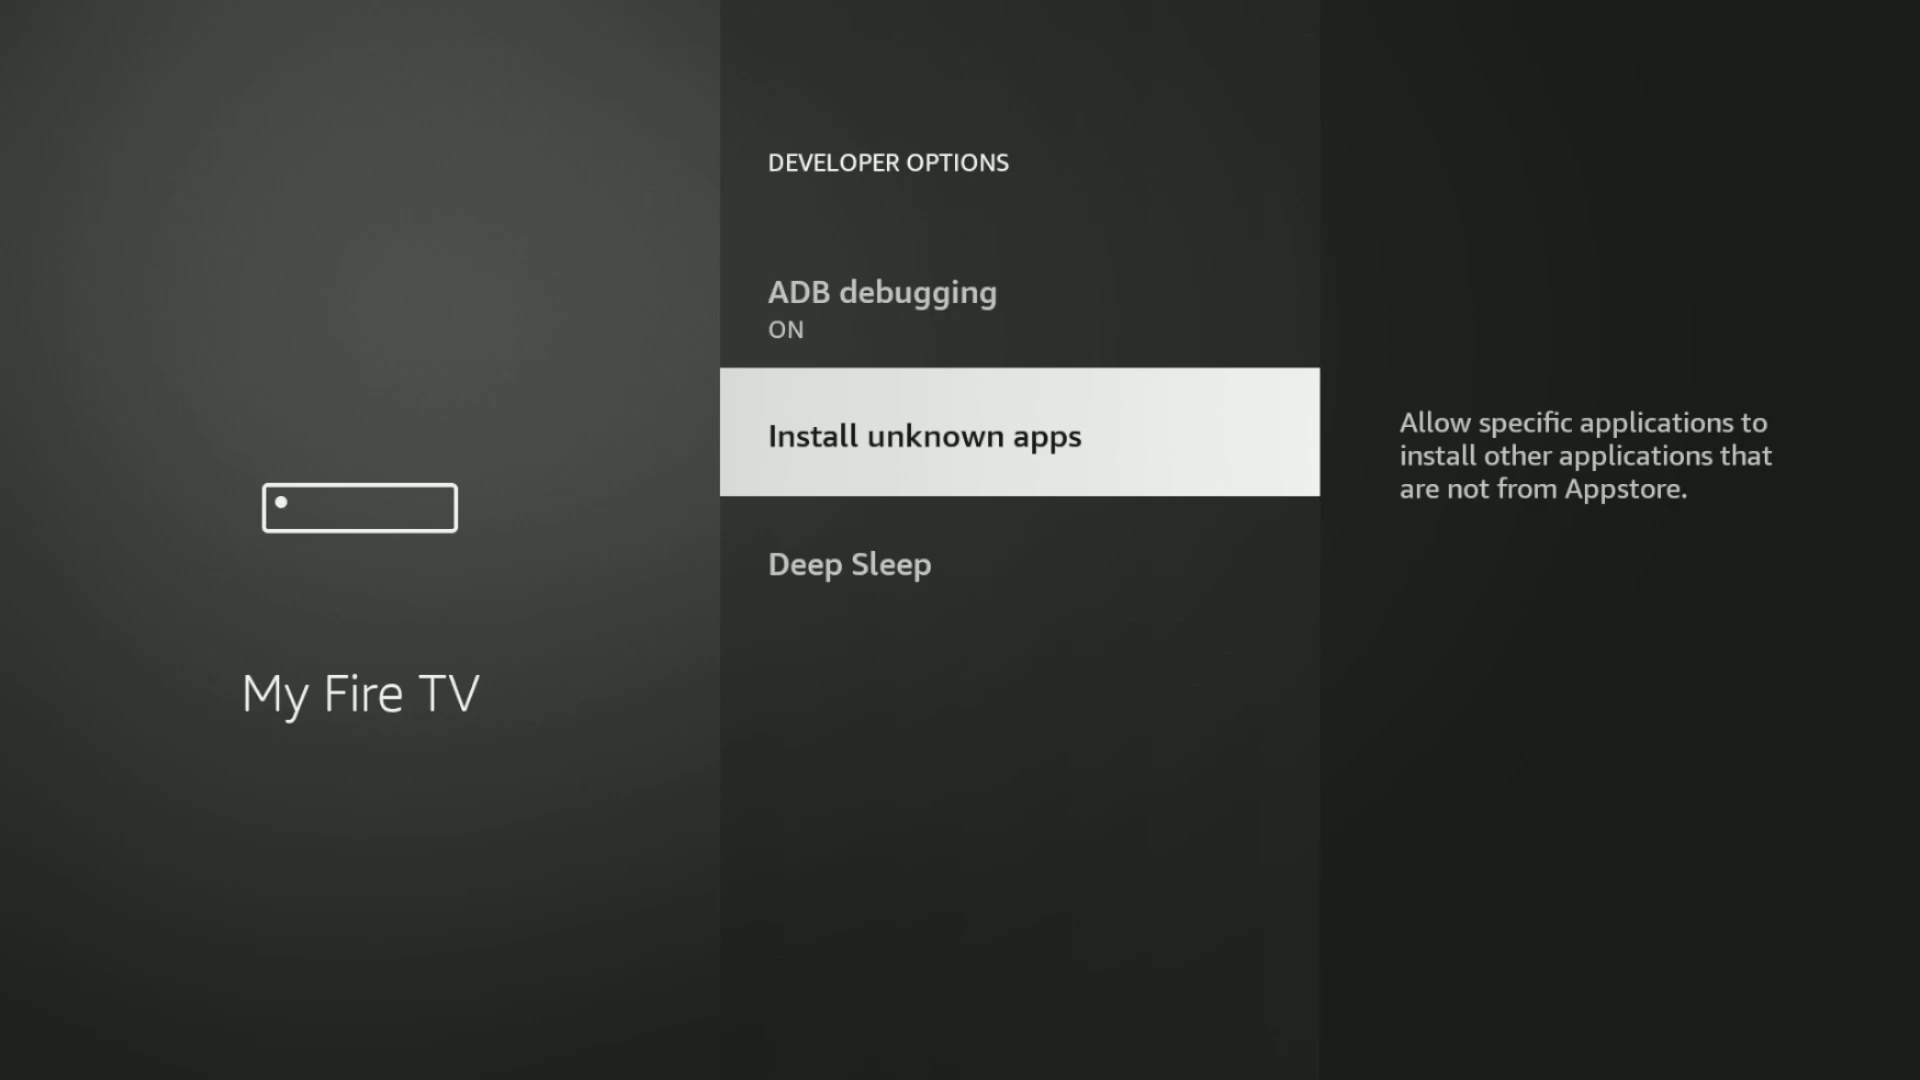 DEVELOPER OPTIONS
ADB debugging
ON
Install unknown apps
Deep Sleep
My Fire TV
Allow specific applications to
install other applications that
are not from Appstore.